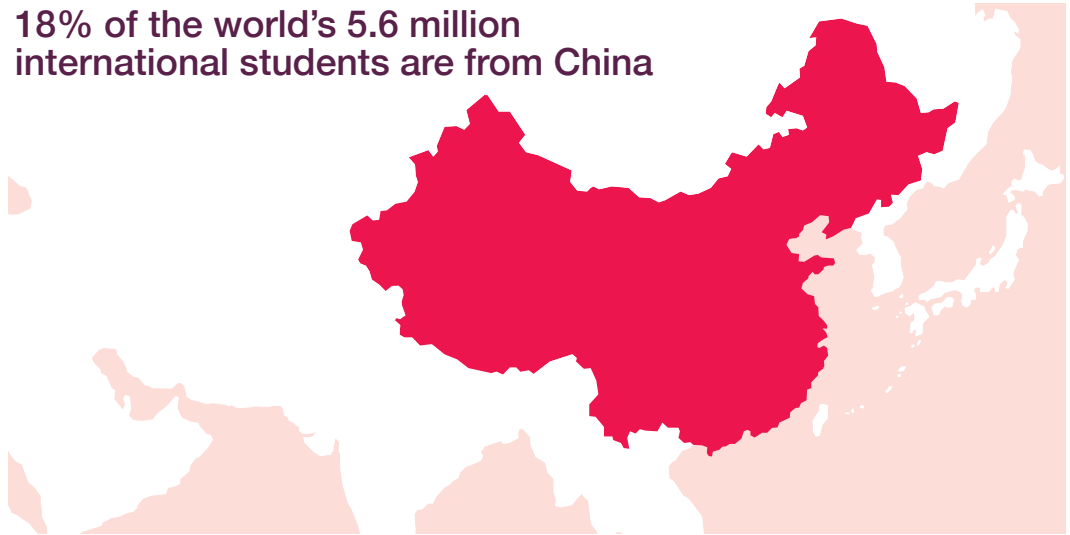 18% of the world’s 5.6 million
international students are from China